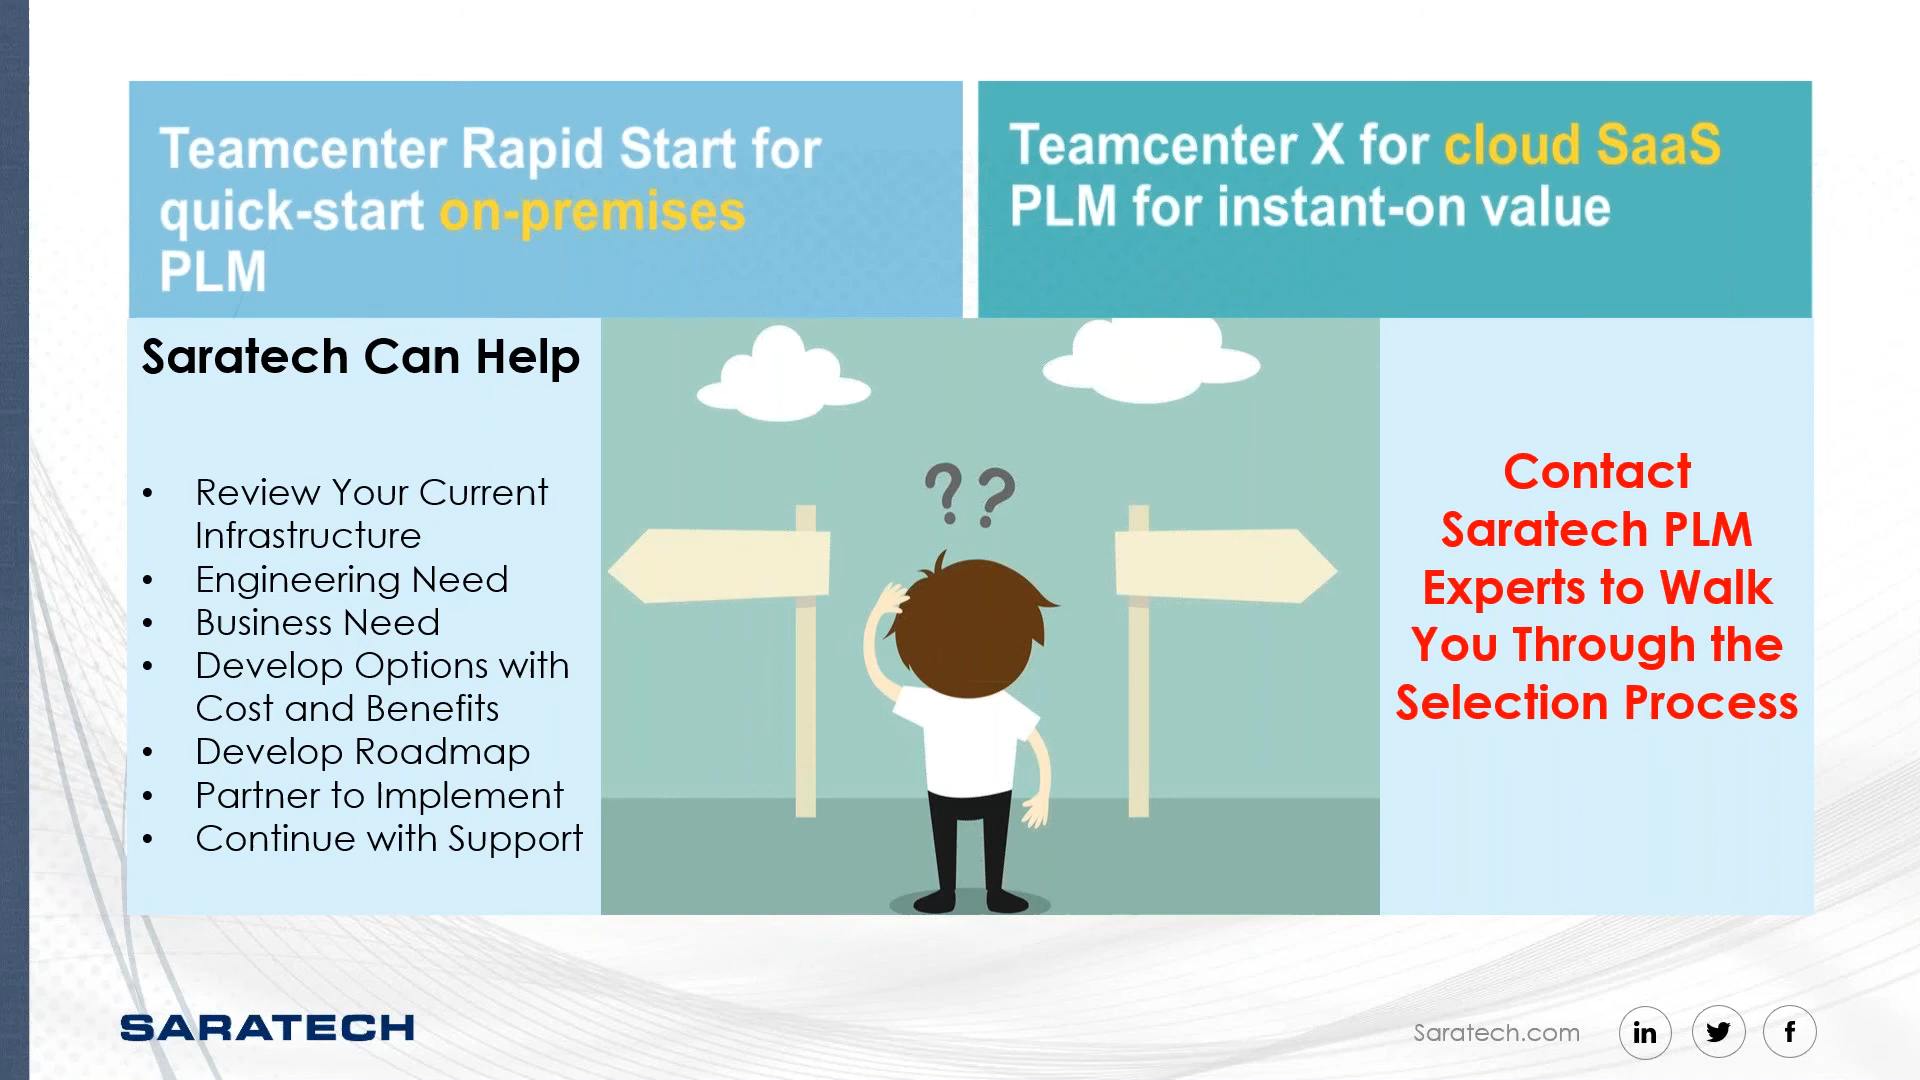 Teamcenter Rapid Start for
quick-start on-premises
PLM
Teamcenter X for cloud SaaS
PLM for instant-on value
Saratech Can Help
• Review Your Current
Infrastructure
• Engineering Need
• Business Need
• Develop Options with
Cost and Benefits
• Develop Roadmap
• Partner to Implement
• Continue with Support
??
Contact
Saratech PLM
Experts to Walk
You Through the
Selection Process
SARATECH
Saratech.com
in
f